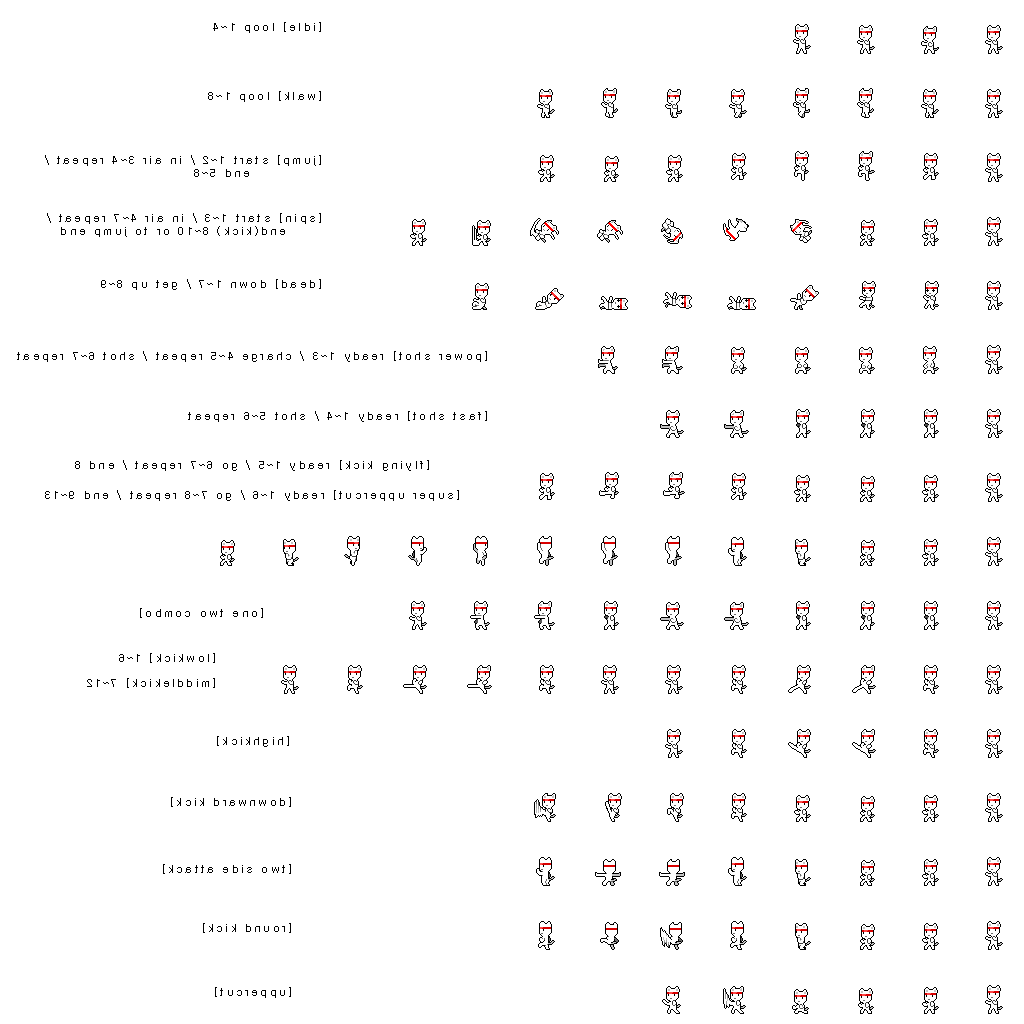 [idle] loop 1~4
[walk] loop 1~8
[jump] start 1~2 / in air 3~4 repeat /
end 5~8
[spin] start 1~3 / in air 4~7 repeat /
end(kick) 8~10 or to jump end
[dead] down 1~7 / get up 8~9
[power shot] ready 1~3 / charge 4~5 repeat / shot 6~7 repeat
[fast shot] ready 1~4 / shot 5~6 repeat
[flying kick] ready 1~5 / go 6~7 repeat / end 8
[super uppercut] ready 1~6 / go 7~8 repeat / end 9~13
[one two combo]
[lowkick] 1~6
[middlekick] 7~12
[highkick]
[downward kick]
[two side attack]
[round kick]
[uppercut]